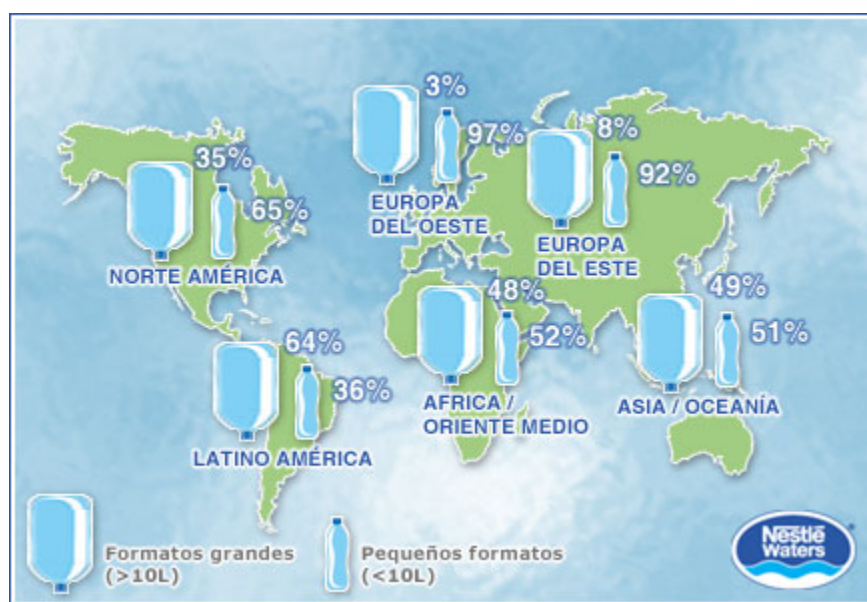 3%
97%
EUROPA
DEL OESTE
8%
92%
EUROPA
DEL ESTE
35%
65%
NORTE AMÉRICA
48%
52%
AFRICA /
ORIENTE MEDIO
49%
51%
ASIA / OCEANÍA
64%
36%
LATINO AMÉRICA
Formatos grandes
(>10L)
Pequeños formatos
(<10L)
Nestlé
Waters
®